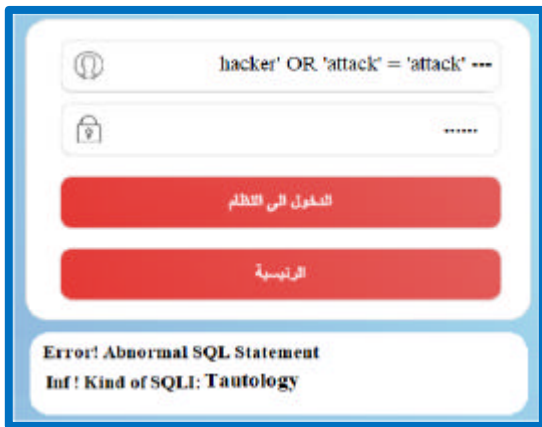 hacker' OR 'attack' = 'attack' ---
••••••
الدخول الى النظام
الرئيسية
Error! Abnormal SQL Statement
Inf ! Kind of SQLI: Tautology